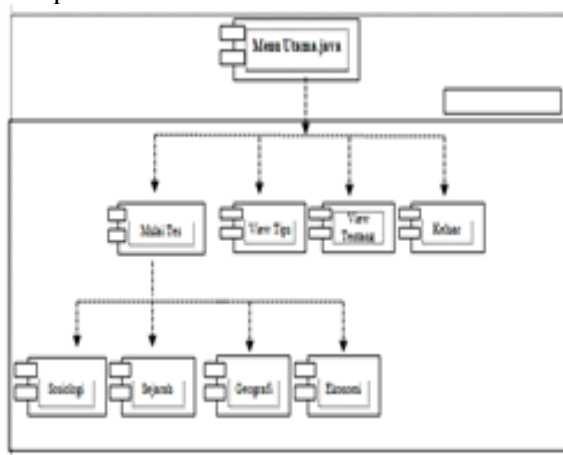 Menu Utama.java
Mulai Tes
View Tips
View
Tentang
Keluar
Sosiologi
Sejarah
Geografi
Ekonomi